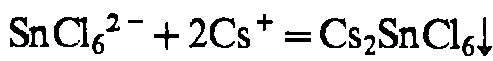 SnCl₆²⁻ + 2Cs⁺ = Cs₂SnCl₆↓